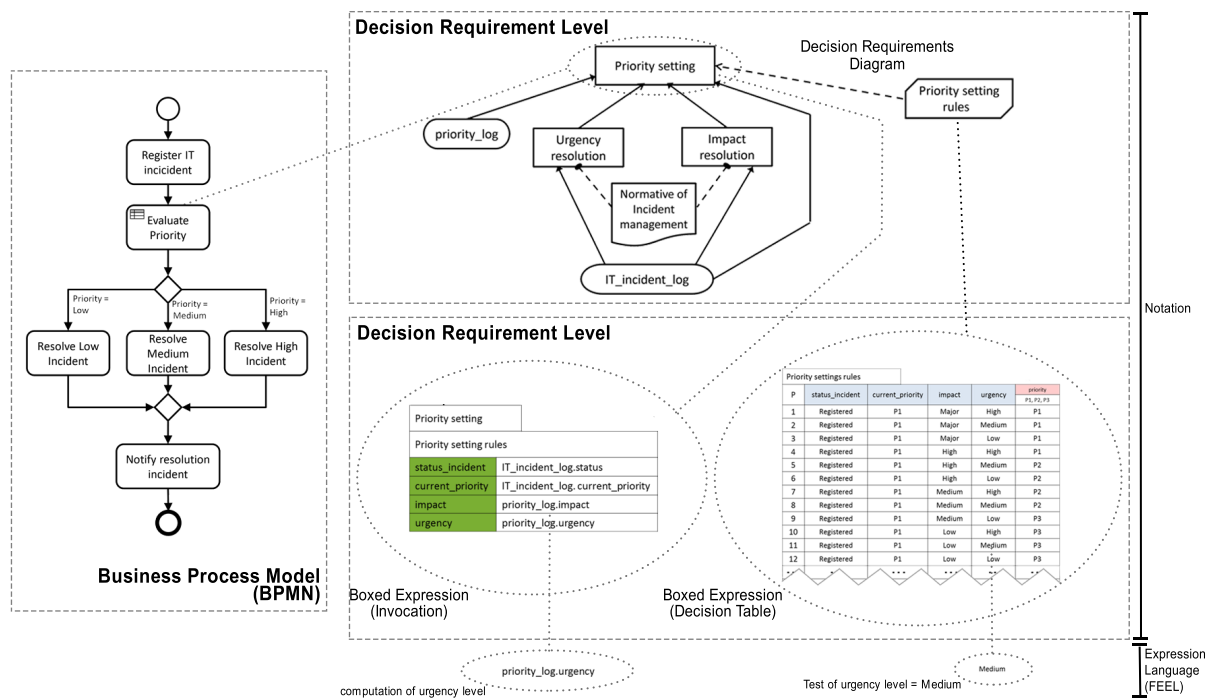 Decision Requirement Level
Decision Requirements
Diagram
Priority setting
Priority setting
rules
priority_log
Urgency
resolution
Impact
resolution
Normative of
Incident
management
IT_incident_log
Register IT
incicident
Evaluate
Priority
Priority =
Low
Priority =
Medium
Priority =
High
Resolve Low
Incident
Resolve
Medium
Incident
Resolve High
Incident
Notify resolution
incident
Business Process Model
(BPMN)
Notation
Decision Requirement Level
Priority setting
Priority setting rules
status_incident IT_incident_log.status
current_priority IT_incident_log. current_priority
impact priority_log.impact
urgency priority_log.urgency
Boxed Expression
(Invocation)
Priority settings rules
P status_incident current_priority impact urgency priority
P1, P2, P3
1 Registered P1 Major High P1
2 Registered P1 Major Medium P1
3 Registered P1 Major Low P1
4 Registered P1 High High P1
5 Registered P1 High Medium P2
6 Registered P1 High Low P2
7 Registered P1 Medium High P2
8 Registered P1 Medium Medium P2
9 Registered P1 Medium Low P3
10 Registered P1 Low High P3
11 Registered P1 Low Medium P3
12 Registered P1 Low Low P3
Boxed Expression
(Decision Table)
priority_log.urgency
computation of urgency level
Medium
Test of urgency level = Medium
Expression
Language
(FEEL)